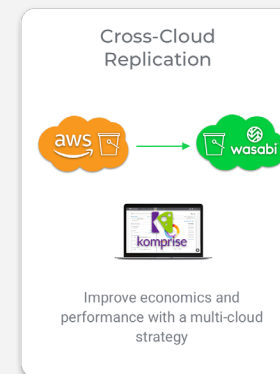 Cross-Cloud
Replication
aws
wasabi
komprise
Improve economics and
performance with a multi-cloud
strategy